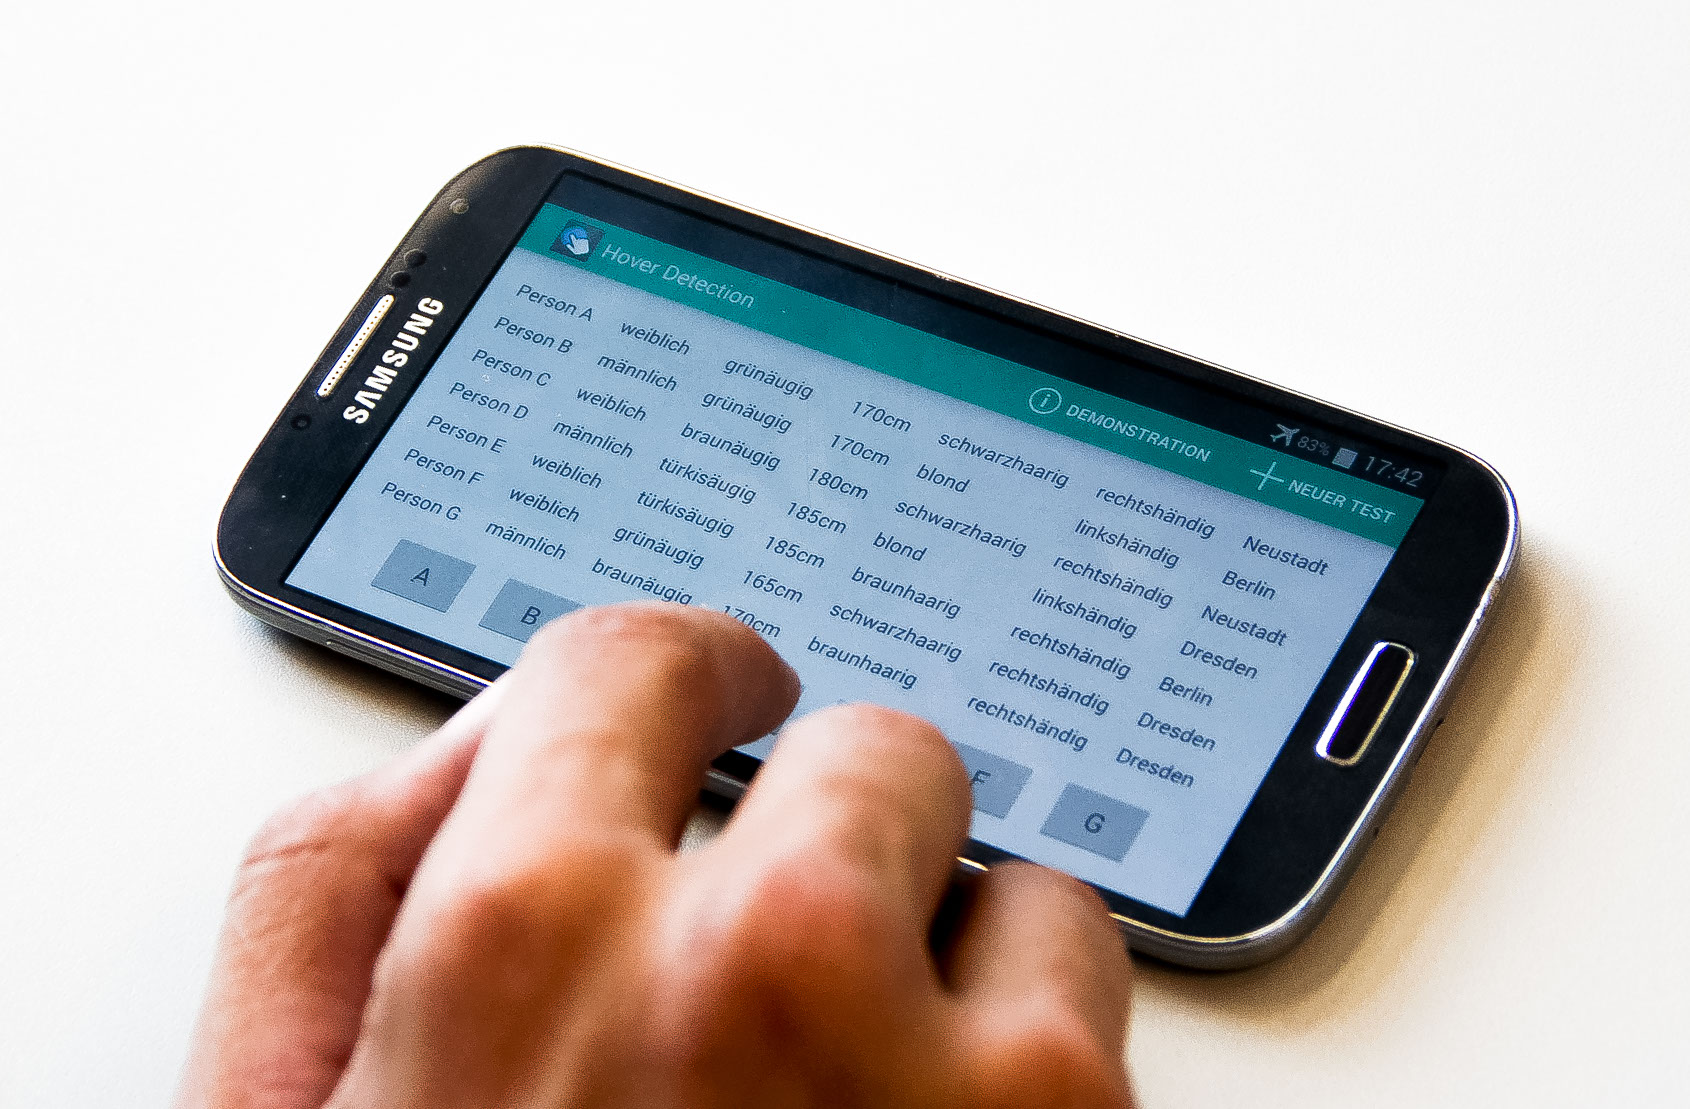 SAMSUNG
83% 17:42
Hover Detection DEMONSTRATION NEUER TEST
Person A weiblich grünäugig 170cm schwarzhaarig rechtshändig Neustadt
Person B männlich grünäugig 170cm blond linkshändig Berlin
Person C weiblich braunäugig 180cm schwarzhaarig rechtshändig Neustadt
Person D männlich türkisäugig 185cm blond linkshändig Dresden
Person E weiblich türkisäugig 185cm braunhaarig rechtshändig Berlin
Person F weiblich grünäugig 165cm schwarzhaarig rechtshändig Dresden
Person G männlich braunäugig 170cm braunhaarig rechtshändig Dresden
A B F G